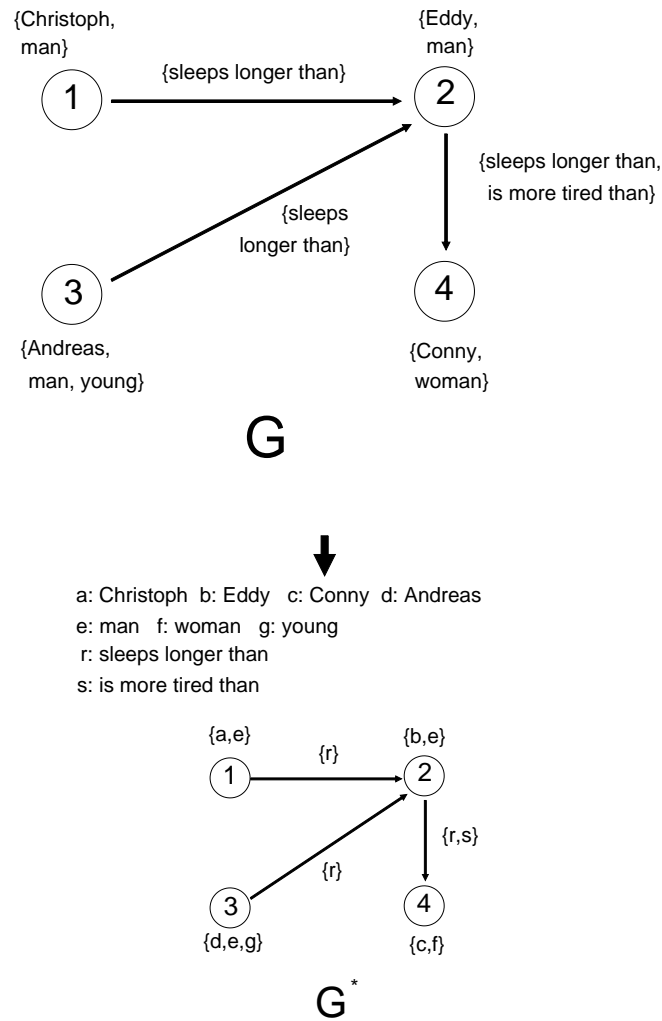 {Christoph,
man}
{Eddy,
man}
{sleeps longer than}
1
2
{sleeps longer than,
is more tired than}
{sleeps
longer than}
3
4
{Andreas,
man, young}
{Conny,
woman}
G
a: Christoph b: Eddy c: Conny d: Andreas
e: man f: woman g: young
r: sleeps longer than
s: is more tired than
{a,e}
{b,e}
{r}
1
2
{r,s}
{r}
3
4
{d,e,g}
{c,f}
G*